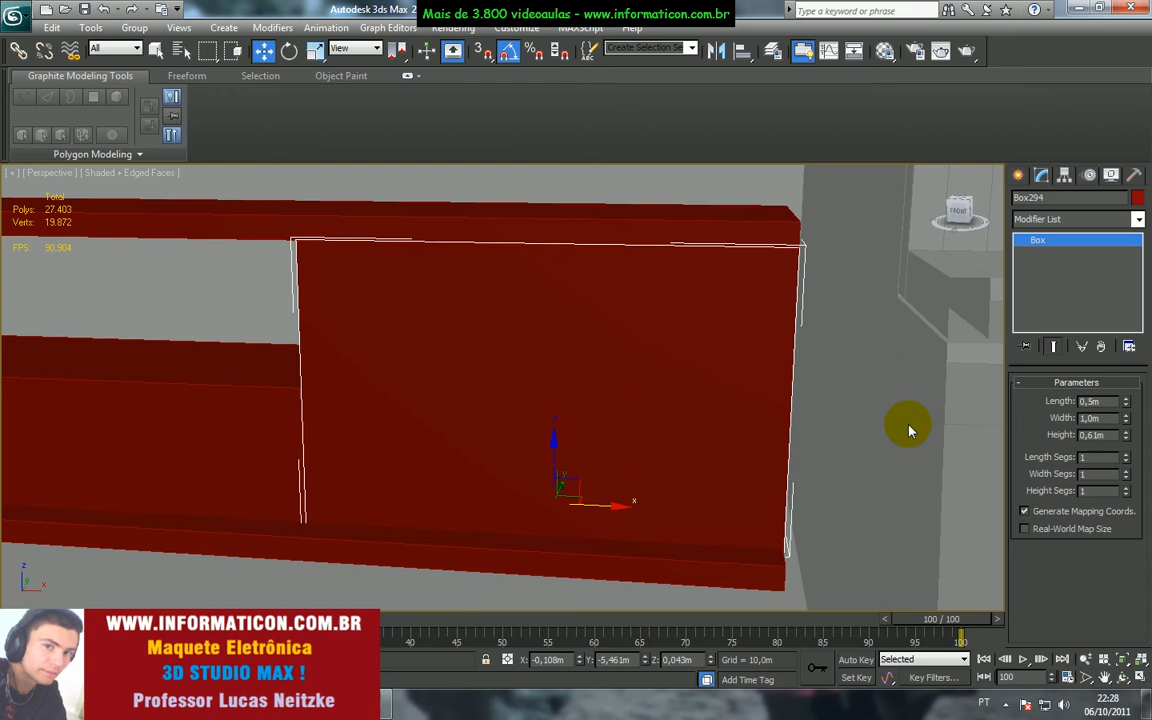 Autodesk 3ds Max 2
Mais de 3.800 videoaulas - www.informaticon.com.br
Type a keyword or phrase
Edit Tools Group Views Create Modifiers Animation Graph Editors Rendering Customize MAXScript Help
All
View
3
Create Selection Se
Graphite Modeling Tools Freeform Selection Object Paint
Polygon Modeling
[ + ] [ Perspective ] [ Shaded + Edged Faces ]
Total
Polys: 27.403
Verts: 19.872
FPS: 90,904
FRONT
Box294
Modifier List
Box
Parameters
Length: 0,5m
Width: 1,0m
Height: 0,61m
Length Segs: 1
Width Segs: 1
Height Segs: 1
Generate Mapping Coords.
Real-World Map Size
z
y
x
z
y
x
100 / 100
40 45 50 55 60 65 70 75 80 85 90 95 100
X: -0,108m Y: -5,461m Z: 0,043m Grid = 10,0m
Add Time Tag
Auto Key Selected
Set Key Key Filters...
100
WWW.INFORMATICON.COM.BR
Maquete Eletrônica
3D STUDIO MAX !
Professor Lucas Neitzke
PT
22:28
06/10/2011